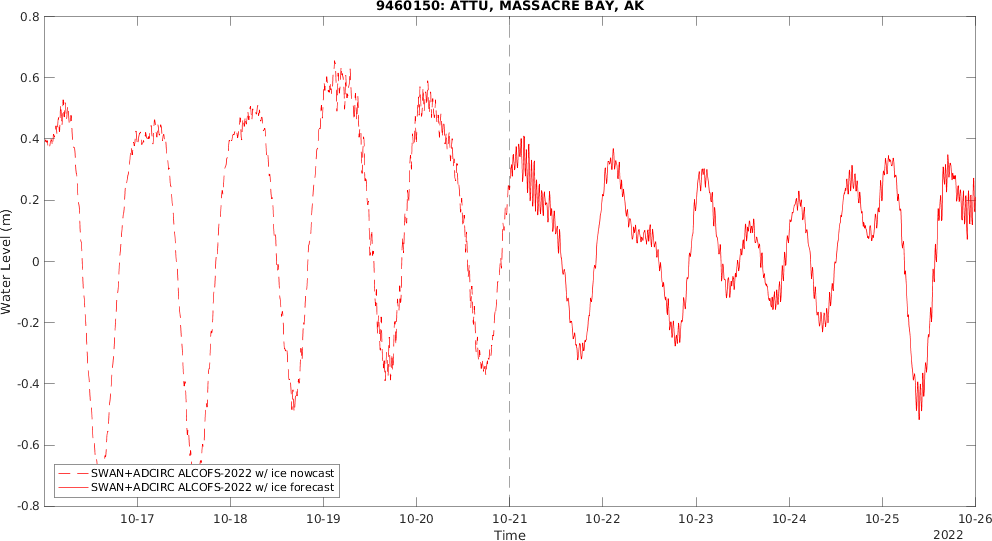 9460150: ATTU, MASSACRE BAY, AK
0.8
0.6
0.4
0.2
0
-0.2
-0.4
-0.6
-0.8
Water Level (m)
SWAN+ADCIRC ALCOFS-2022 w/ ice nowcast
SWAN+ADCIRC ALCOFS-2022 w/ ice forecast
10-17 10-18 10-19 10-20 10-21 10-22 10-23 10-24 10-25 10-26
Time
2022